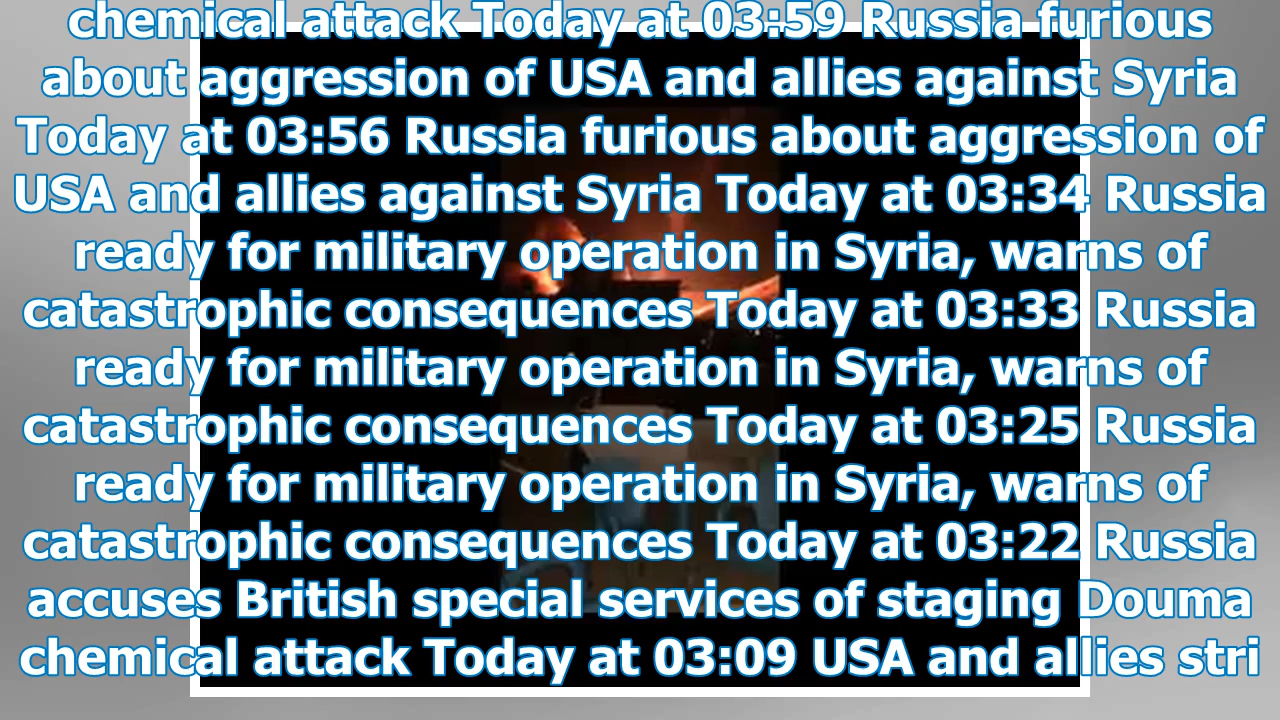 chemical attack Today at 03:59 Russia furious
about aggression of USA and allies against Syria
Today at 03:56 Russia furious about aggression of
USA and allies against Syria Today at 03:34 Russia
ready for military operation in Syria, warns of
catastrophic consequences Today at 03:33 Russia
ready for military operation in Syria, warns of
catastrophic consequences Today at 03:25 Russia
ready for military operation in Syria, warns of
catastrophic consequences Today at 03:22 Russia
accuses British special services of staging Douma
chemical attack Today at 03:09 USA and allies stri